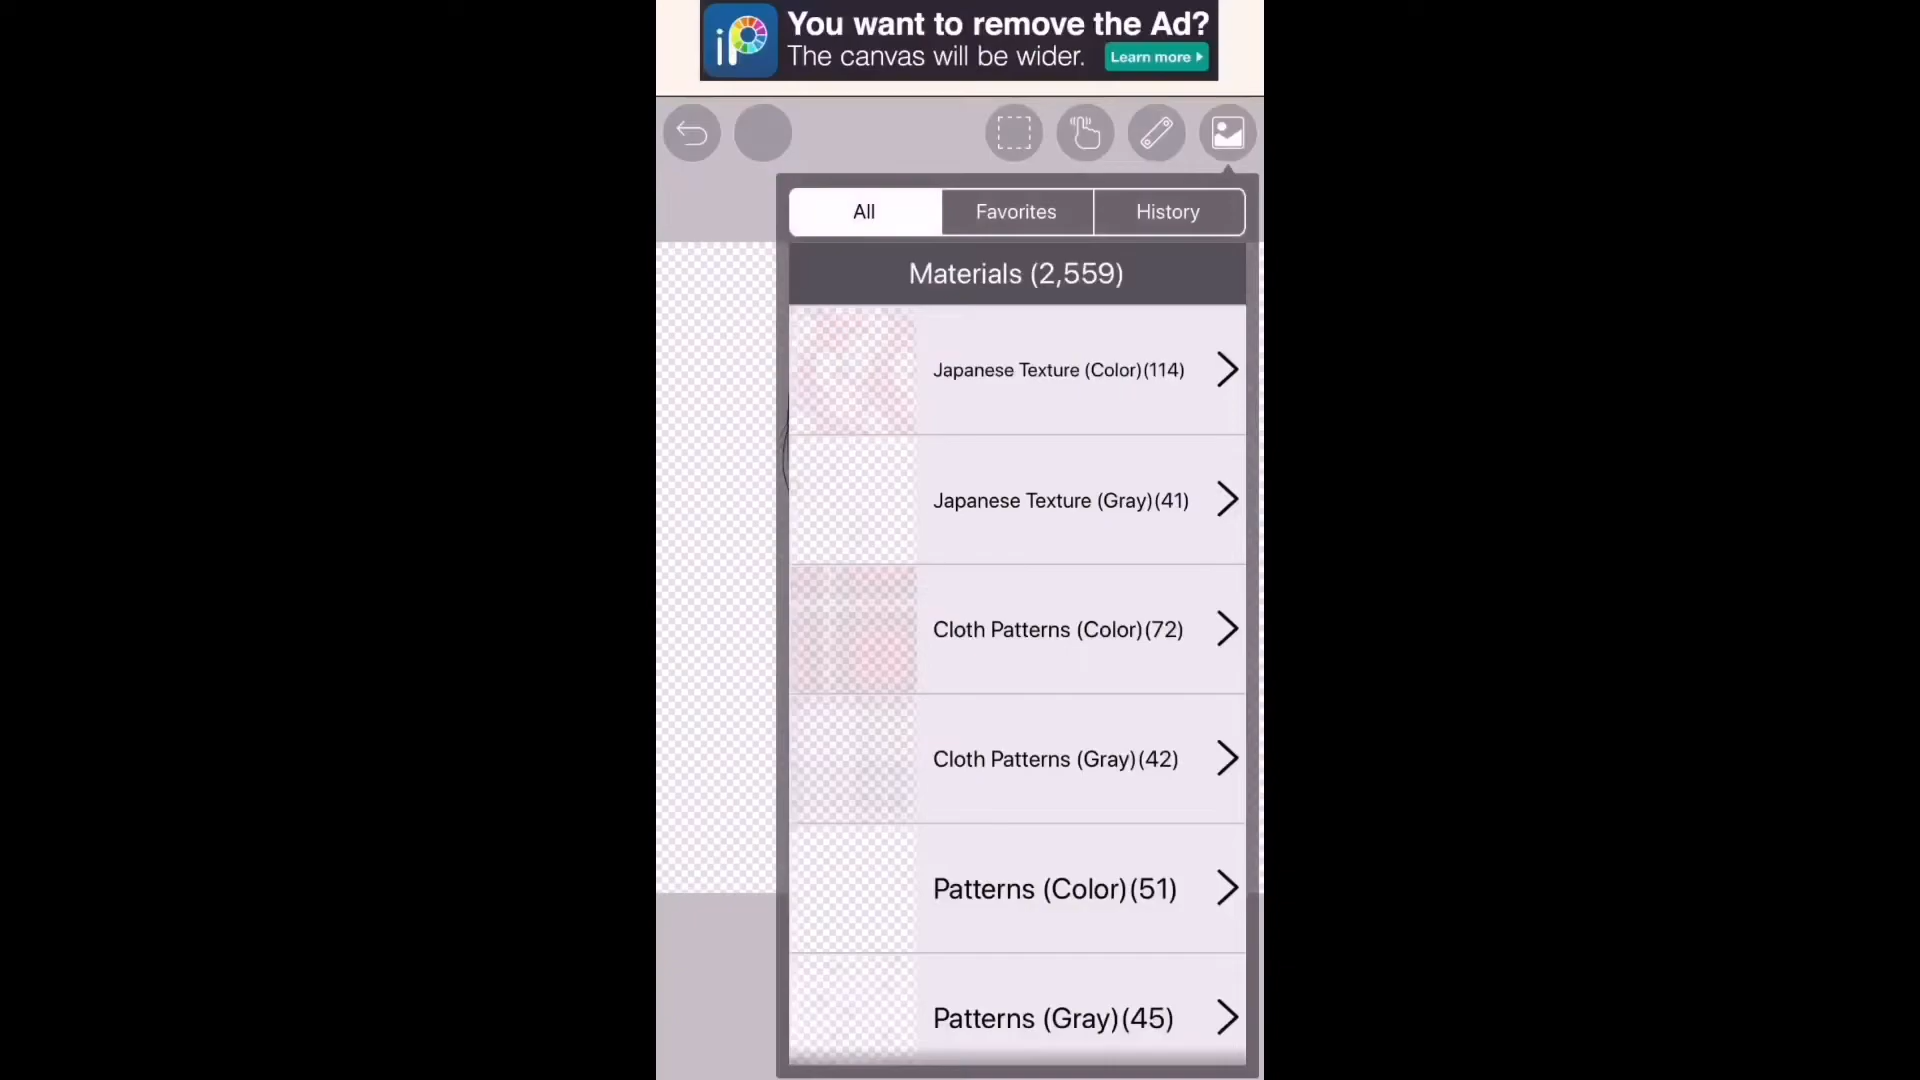 iP
You want to remove the Ad?
The canvas will be wider.
Learn more
All
Favorites
History
Materials (2,559)
Japanese Texture (Color)(114)
Japanese Texture (Gray)(41)
Cloth Patterns (Color)(72)
Cloth Patterns (Gray)(42)
Patterns (Color)(51)
Patterns (Gray)(45)